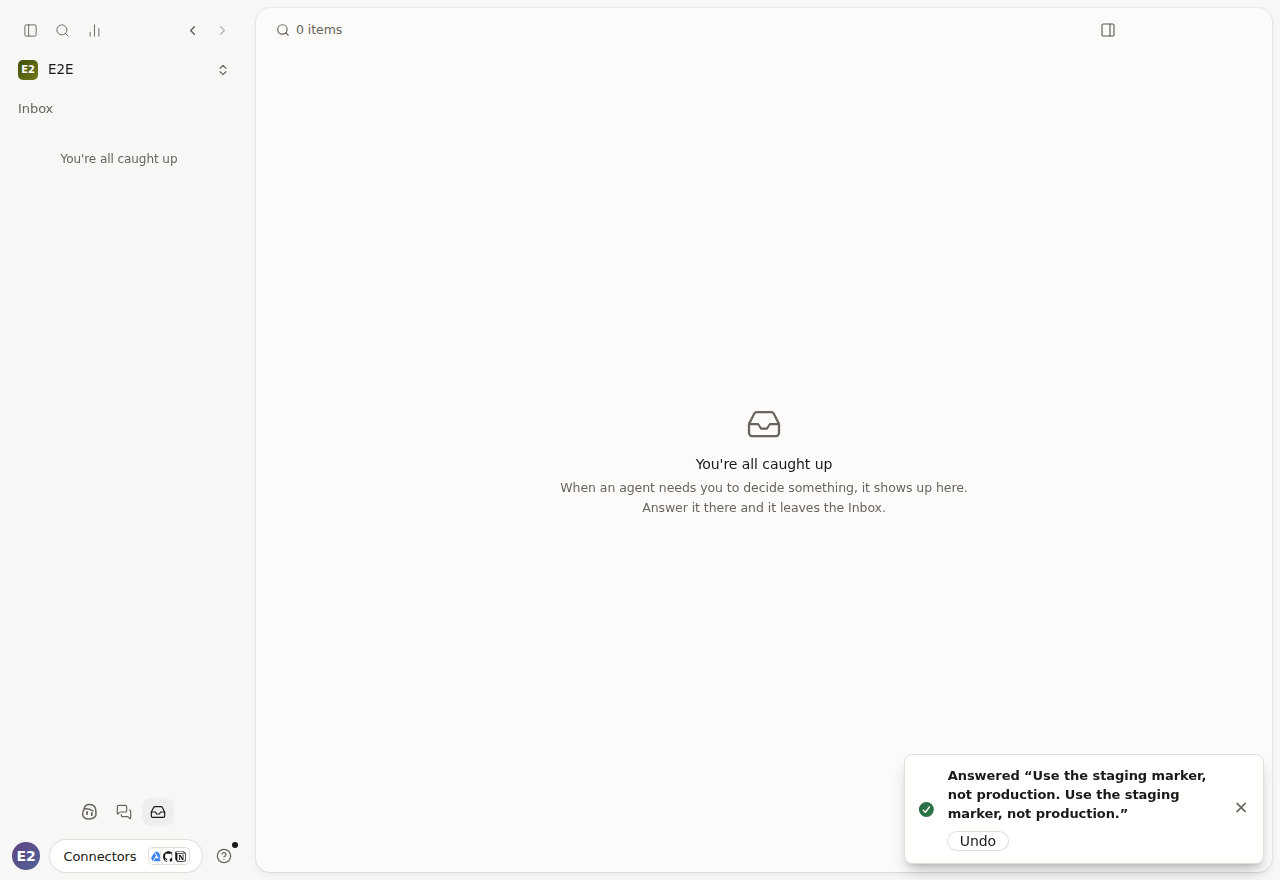 0 items
E2 E2E
Inbox
You're all caught up
You're all caught up
When an agent needs you to decide something, it shows up here.
Answer it there and it leaves the Inbox.
Answered “Use the staging marker,
not production. Use the staging
marker, not production.”
Undo
E2 Connectors